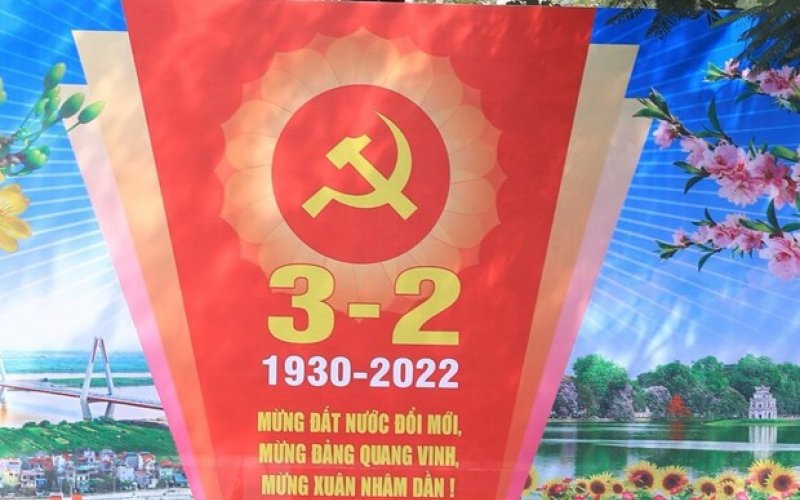 3-2
1930-2022
MỪNG ĐẤT NƯỚC ĐỔI MỚI,
MỪNG ĐẢNG QUANG VINH,
MỪNG XUÂN NHÂM DẦN !